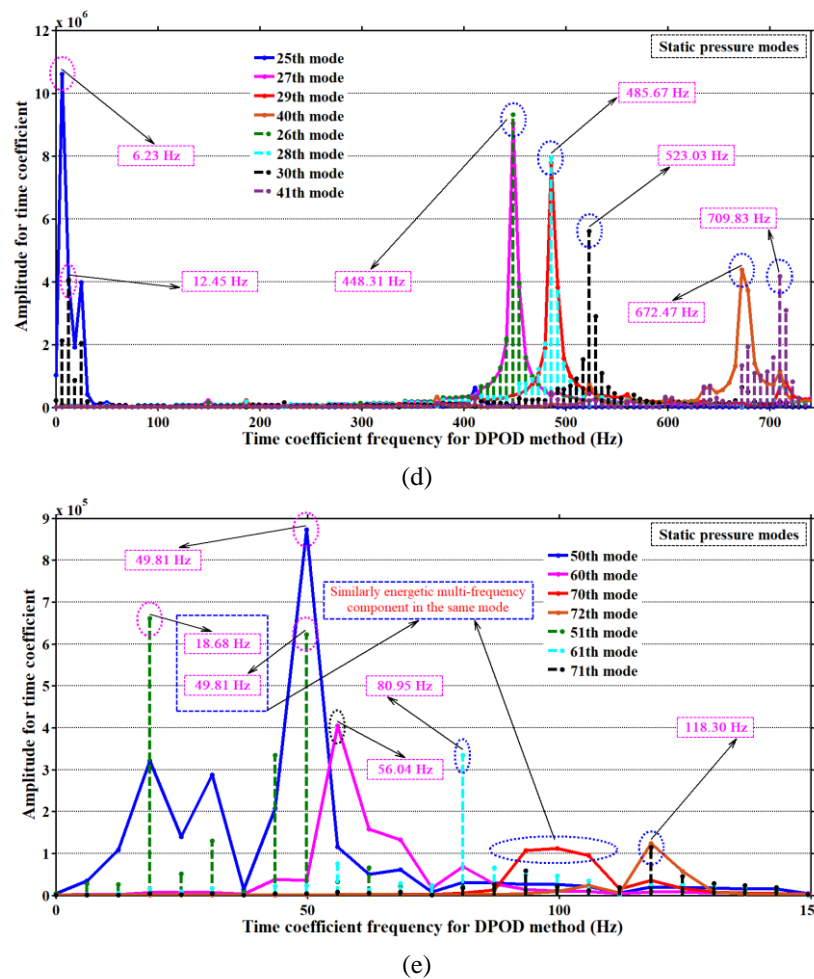 x 10^6
12
10
8
6
4
2
0
Amplitude for time coefficient
Static pressure modes
25th mode
27th mode
29th mode
40th mode
26th mode
28th mode
30th mode
41th mode
6.23 Hz
12.45 Hz
448.31 Hz
485.67 Hz
523.03 Hz
709.83 Hz
672.47 Hz
0 100 200 300 400 500 600 700
Time coefficient frequency for DPOD method (Hz)
(d)
x 10^5
9
8
7
6
5
4
3
2
1
0
Amplitude for time coefficient
Static pressure modes
50th mode
60th mode
70th mode
72th mode
51th mode
61th mode
71th mode
49.81 Hz
Similarly energetic multi-frequency
component in the same mode
18.68 Hz
49.81 Hz
80.95 Hz
56.04 Hz
118.30 Hz
0 50 100 15
Time coefficient frequency for DPOD method (Hz)
(e)